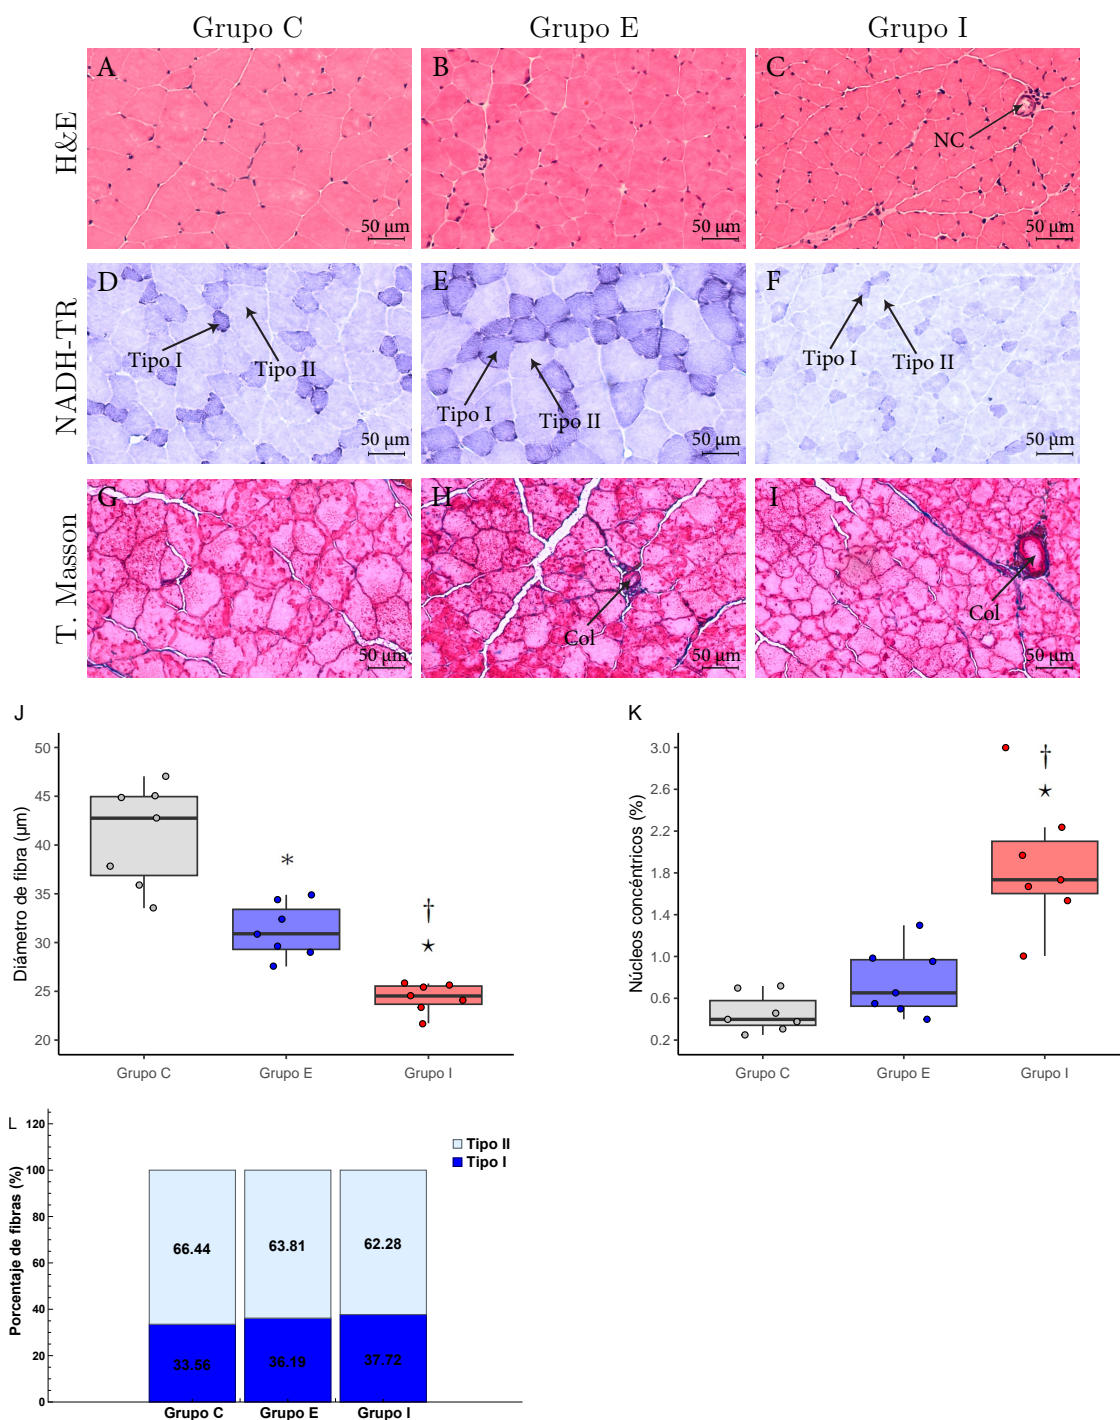 Grupo C
Grupo E
Grupo I
H&E
A
B
C
NC
50 µm
50 µm
50 µm
NADH-TR
D
E
F
Tipo I
Tipo II
Tipo I
Tipo II
Tipo I
Tipo II
50 µm
50 µm
50 µm
T. Masson
G
H
I
Col
Col
50 µm
50 µm
50 µm
J
Diámetro de fibra (µm)
50
45
40
35
30
25
20
*
†
★
Grupo C
Grupo E
Grupo I
K
Núcleos concéntricos (%)
3.0
2.6
2.2
1.8
1.4
1.0
0.6
0.2
†
★
Grupo C
Grupo E
Grupo I
L
Porcentaje de fibras (%)
120
100
80
60
40
20
0
Tipo II
Tipo I
66.44
63.81
62.28
33.56
36.19
37.72
Grupo C
Grupo E
Grupo I